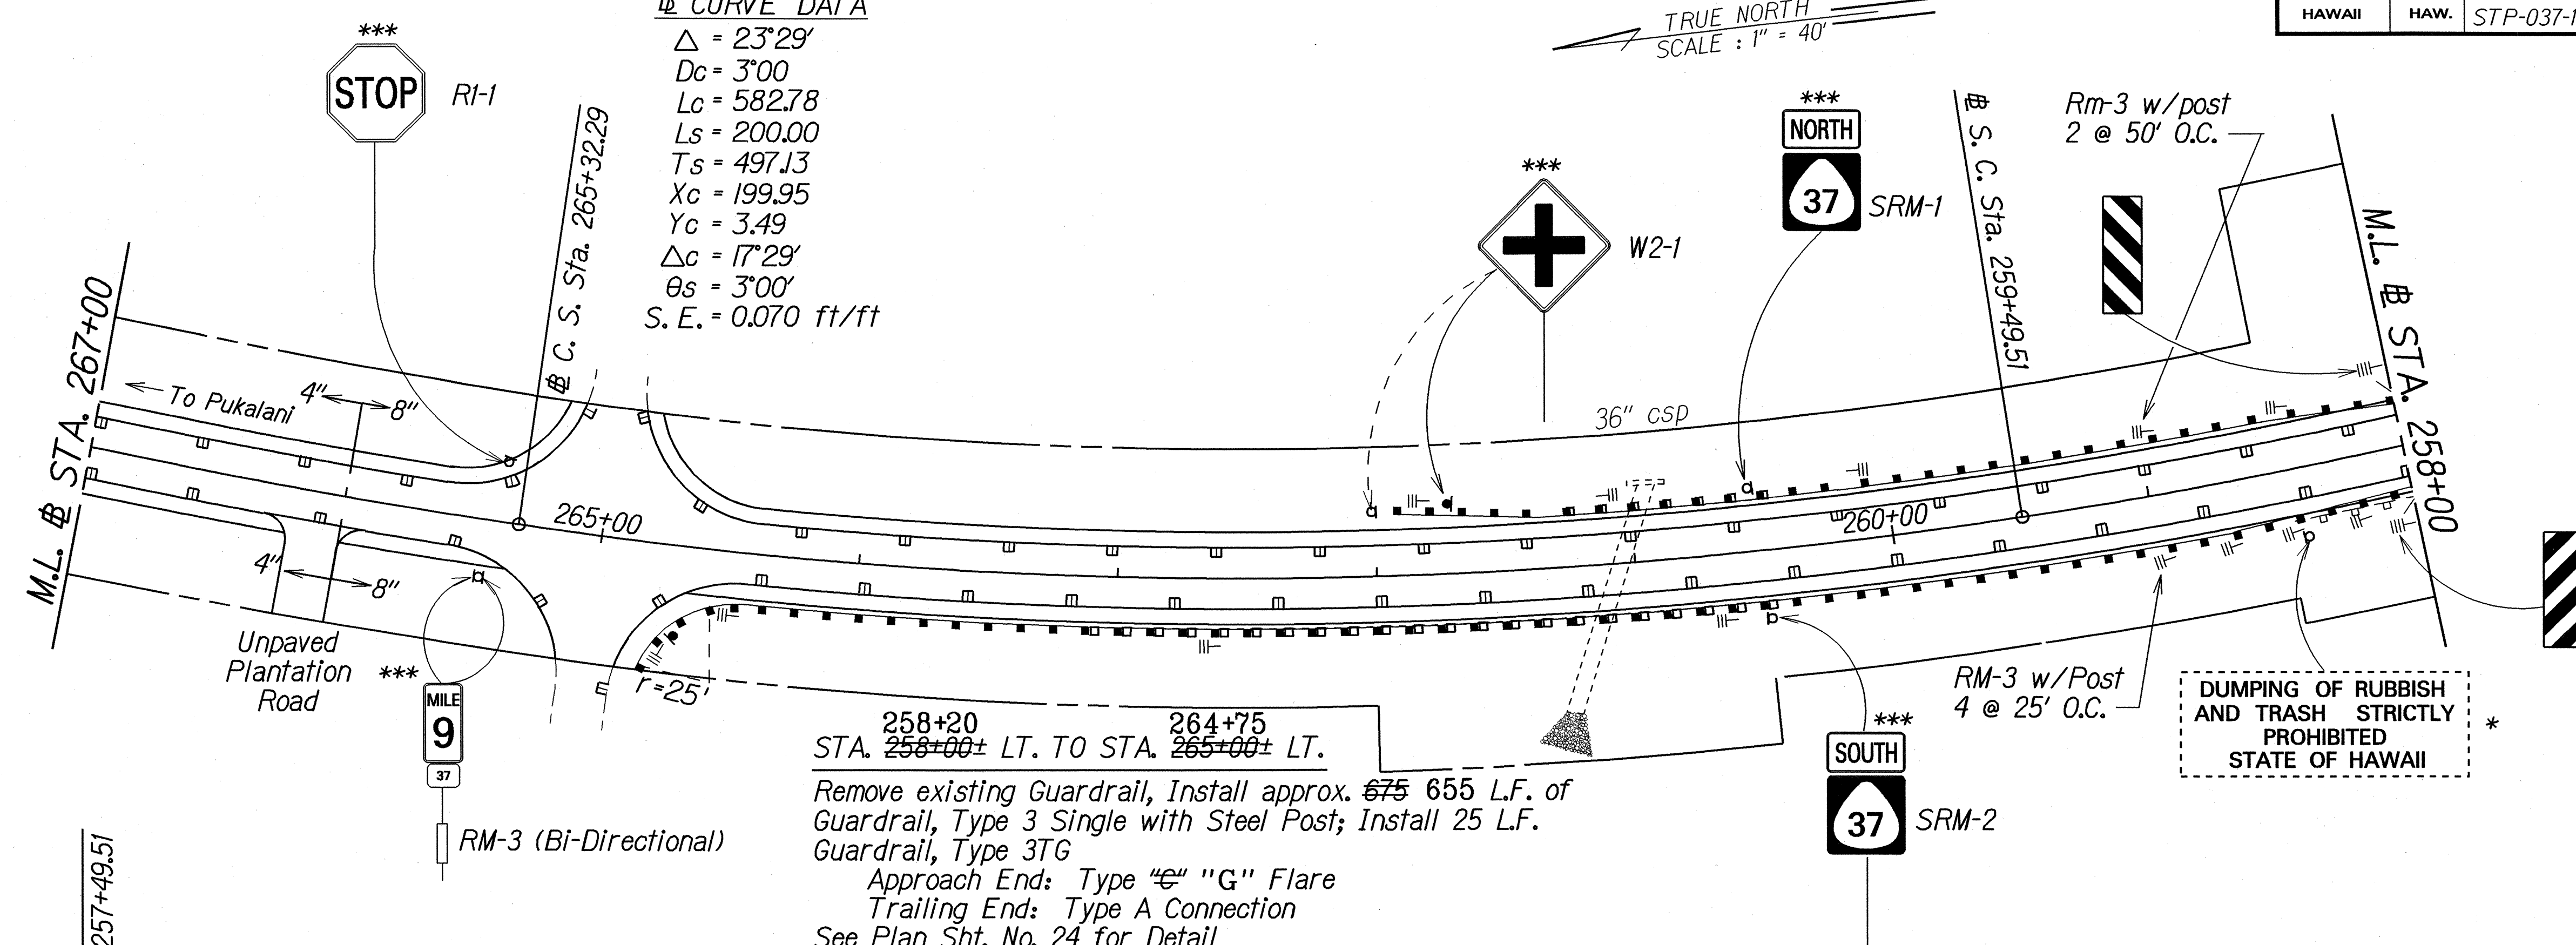 ℄ CURVE DATA
△ = 23°29'
Dc = 3°00
Lc = 582.78
Ls = 200.00
Ts = 497.13
Xc = 199.95
Yc = 3.49
△c = 17°29'
θs = 3°00'
S. E. = 0.070 ft/ft
TRUE NORTH
SCALE : 1" = 40'
HAWAII HAW. STP-037-1
***
STOP R1-1
℄ C. S. Sta. 265+32.29
***
W2-1
***
NORTH
37 SRM-1
℄ S. C. Sta. 259+49.51
Rm-3 w/post
2 @ 50' O.C.
M.L. ℄ STA. 267+00
To Pukalani
4" 8"
265+00
36" CSP
260+00
M.L. ℄ STA. 258+00
4" 8"
Unpaved
Plantation
Road
***
MILE
9
37
RM-3 (Bi-Directional)
r=25'
258+20 264+75
STA. 258+00± LT. TO STA. 265+00± LT.
Remove existing Guardrail, Install approx. 675 655 L.F. of
Guardrail, Type 3 Single with Steel Post; Install 25 L.F.
Guardrail, Type 3TG
Approach End: Type "C" "G" Flare
Trailing End: Type A Connection
See Plan Sht. No. 24 for Detail
RM-3 w/Post
4 @ 25' O.C.
***
SOUTH
37 SRM-2
DUMPING OF RUBBISH
AND TRASH STRICTLY
PROHIBITED
STATE OF HAWAII
*
257+49.51